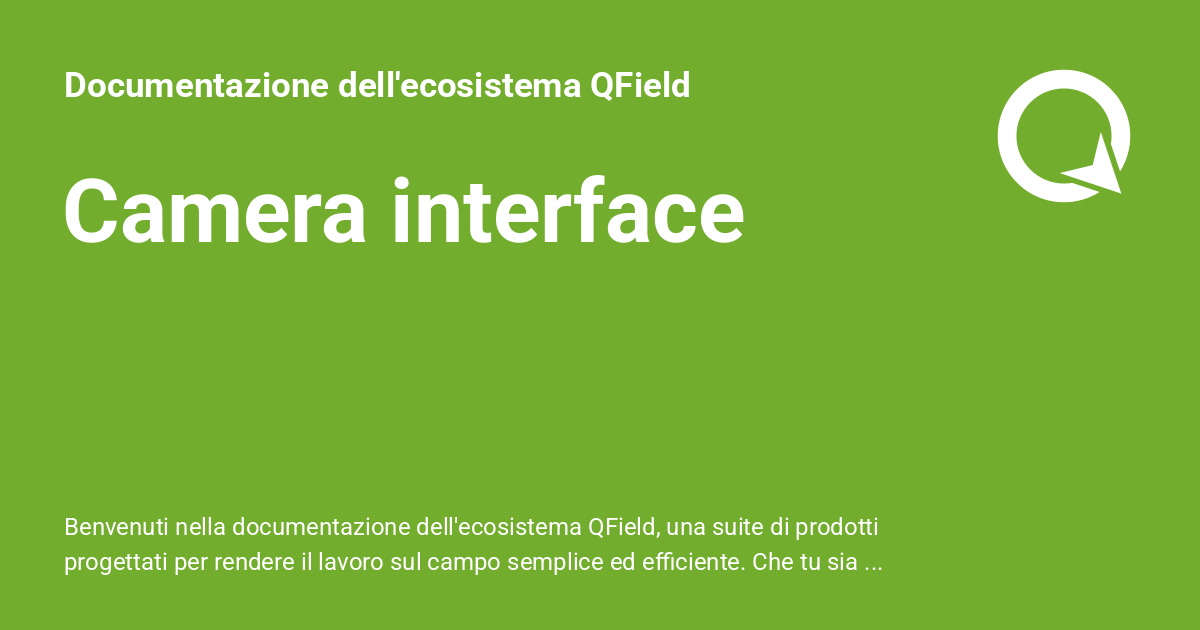 Documentazione dell'ecosistema QField
Camera interface
Benvenuti nella documentazione dell'ecosistema QField, una suite di prodotti
progettati per rendere il lavoro sul campo semplice ed efficiente. Che tu sia ...